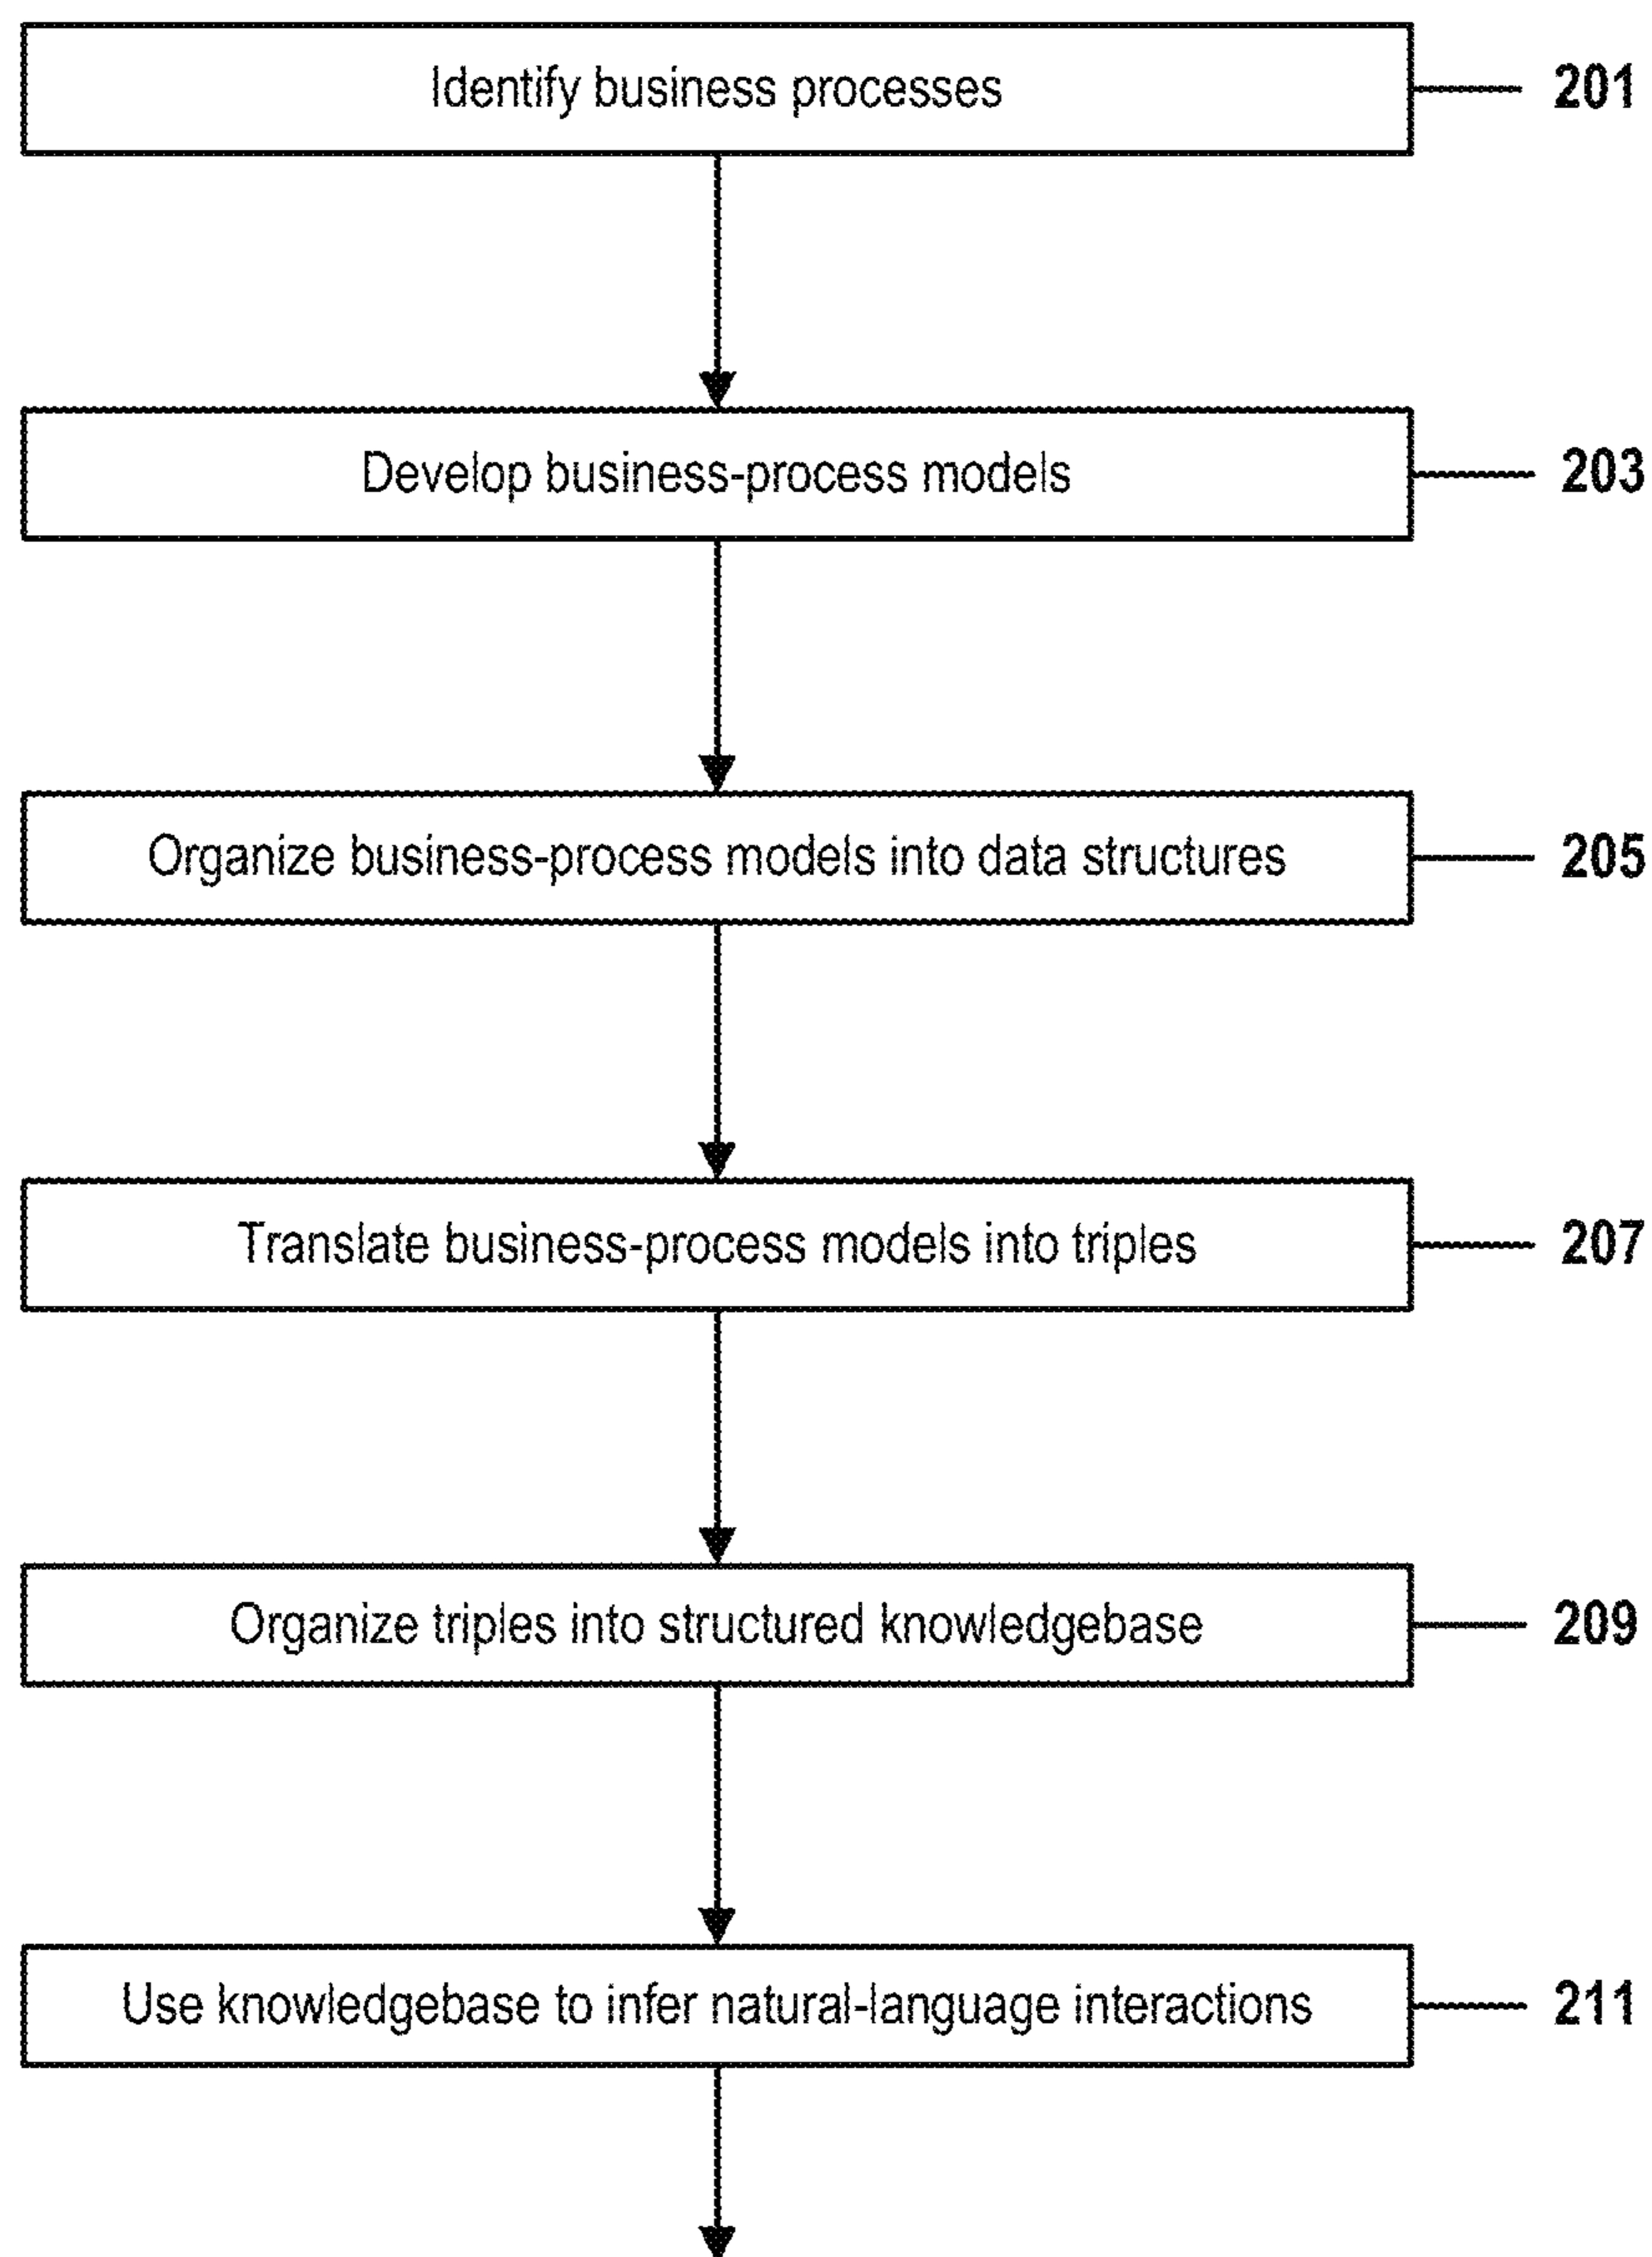 Identify business processes 201
Develop business-process models 203
Organize business-process models into data structures 205
Translate business-process models into triples 207
Organize triples into structured knowledgebase 209
Use knowledgebase to infer natural-language interactions 211